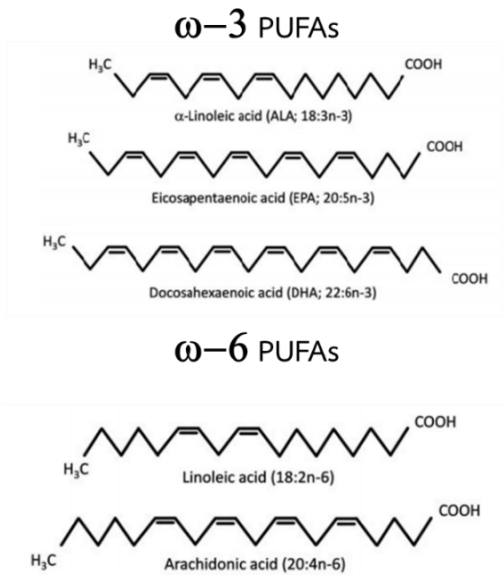 ω−3 PUFAs
H₃C
COOH
α-Linoleic acid (ALA; 18:3n-3)
H₃C
COOH
Eicosapentaenoic acid (EPA; 20:5n-3)
H₃C
COOH
Docosahexaenoic acid (DHA; 22:6n-3)
ω−6 PUFAs
COOH
H₃C
Linoleic acid (18:2n-6)
COOH
H₃C
Arachidonic acid (20:4n-6)